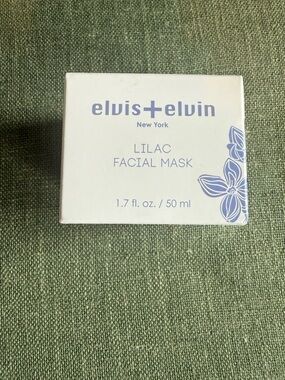 elvis+elvin
New York
LILAC
FACIAL MASK
1.7 fl. oz. / 50 ml